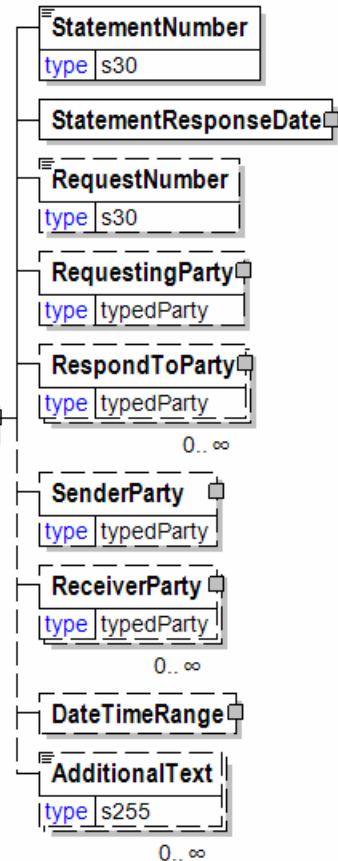 StatementNumber
type s30
StatementResponseDate
RequestNumber
type s30
RequestingParty
type typedParty
RespondToParty
type typedParty
0.. ∞
SenderParty
type typedParty
ReceiverParty
type typedParty
0.. ∞
DateTimeRange
AdditionalText
type s255
0.. ∞